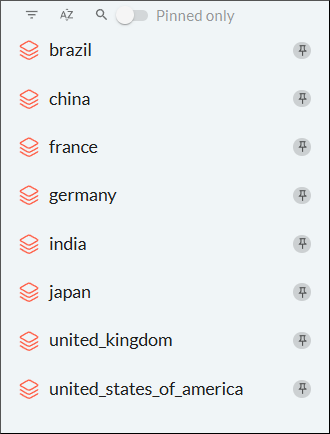 Pinned only
brazil
china
france
germany
india
japan
united_kingdom
united_states_of_america